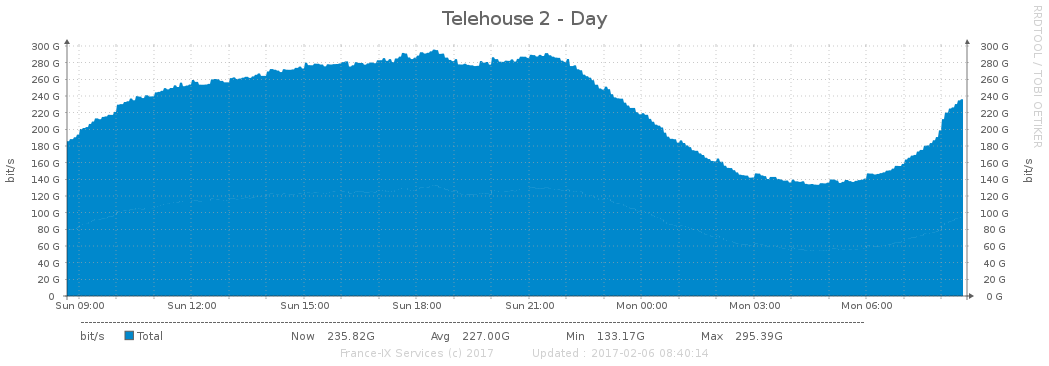 Telehouse 2 - Day
RRDTOOL / TOBI OETIKER
bit/s
300 G 300 G
280 G 280 G
260 G 260 G
240 G 240 G
220 G 220 G
200 G 200 G
180 G 180 G
160 G 160 G
140 G 140 G
120 G 120 G
100 G 100 G
80 G 80 G
60 G 60 G
40 G 40 G
20 G 20 G
0 0 G
bit/s
Sun 09:00 Sun 12:00 Sun 15:00 Sun 18:00 Sun 21:00 Mon 00:00 Mon 03:00 Mon 06:00
bit/s Total Now 235.82G Avg 227.00G Min 133.17G Max 295.39G
France-IX Services (c) 2017 Updated : 2017-02-06 08:40:14